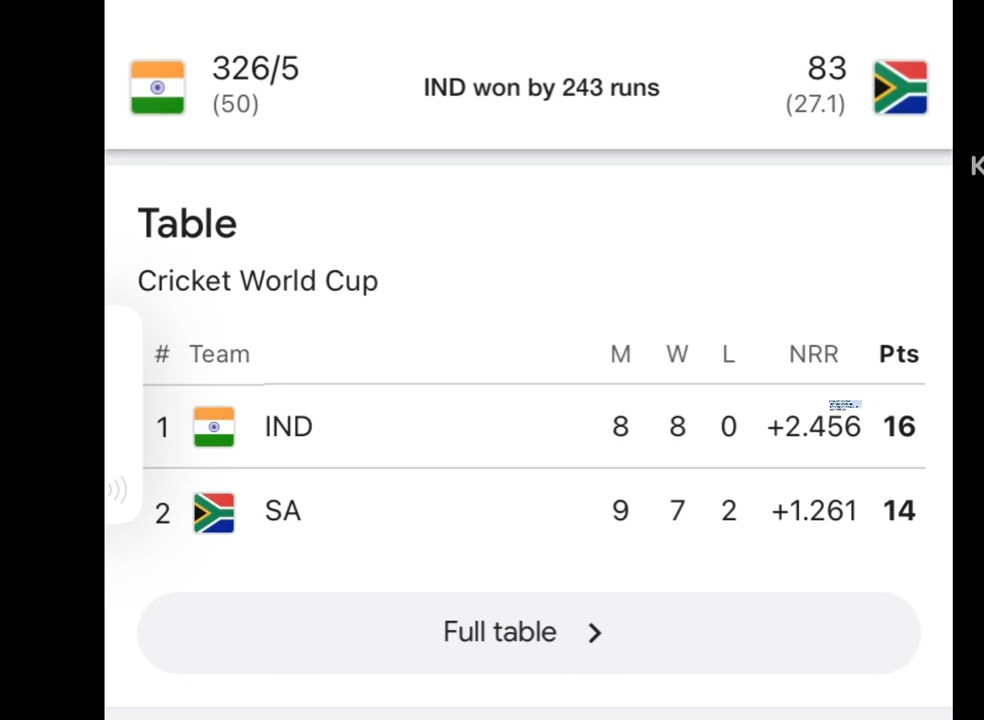 326/5
(50)
IND won by 243 runs
83
(27.1)
K
Table
Cricket World Cup
# Team M W L NRR Pts
1 IND 8 8 0 +2.456 16
2 SA 9 7 2 +1.261 14
Full table